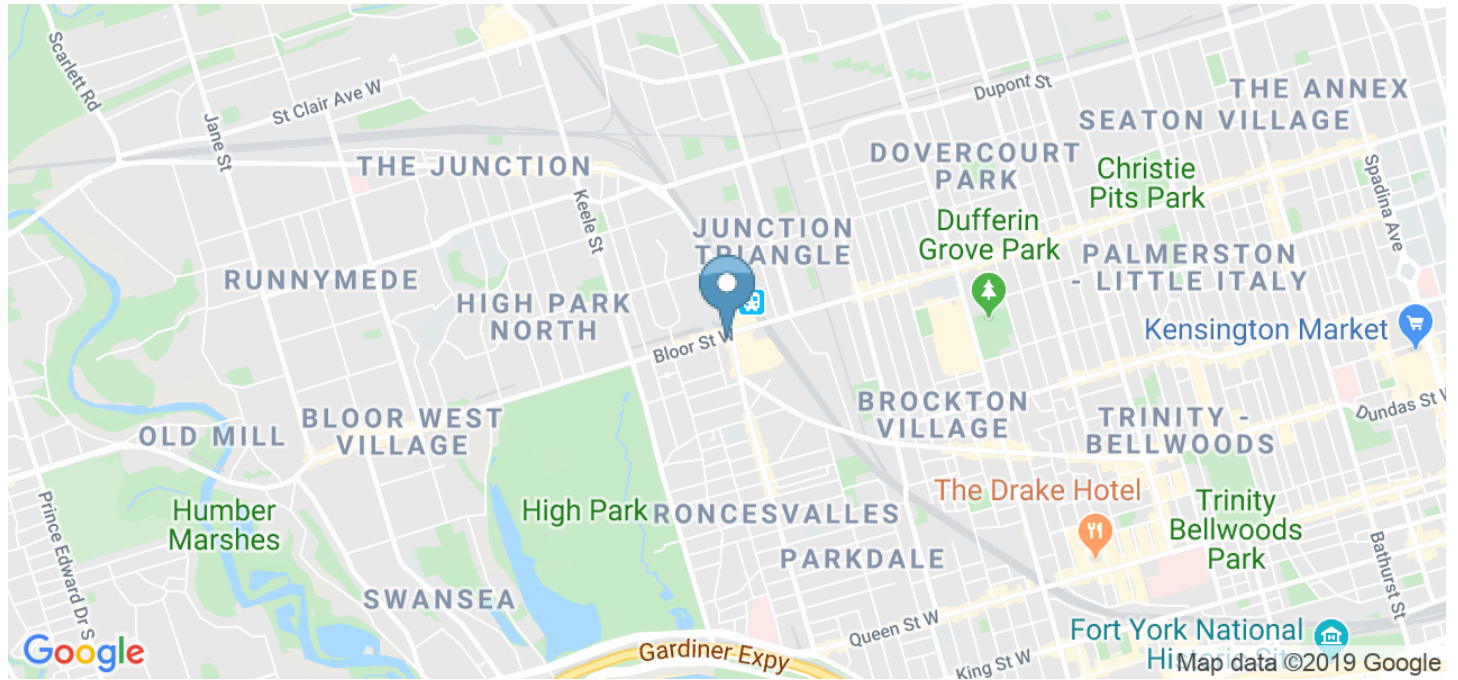 Scarlett Rd
St Clair Ave W
Jane St
THE JUNCTION
Keele St
Dupont St
THE ANNEX
SEATON VILLAGE
DOVERCOURT
PARK
Christie
Pits Park
Spadina Ave
JUNCTION
TRIANGLE
Dufferin
Grove Park
PALMERSTON
- LITTLE ITALY
RUNNYMEDE
HIGH PARK
NORTH
Bloor St W
Kensington Market
BLOOR WEST
VILLAGE
OLD MILL
BROCKTON
VILLAGE
TRINITY -
BELLWOODS
Dundas St W
Prince Edward Dr S
Humber
Marshes
High Park
RONCESVALLES
The Drake Hotel
Trinity
Bellwoods
Park
PARKDALE
Bathurst St
SWANSEA
Queen St W
Fort York National
Historic Site
Gardiner Expy
King St W
Google
Map data ©2019 Google